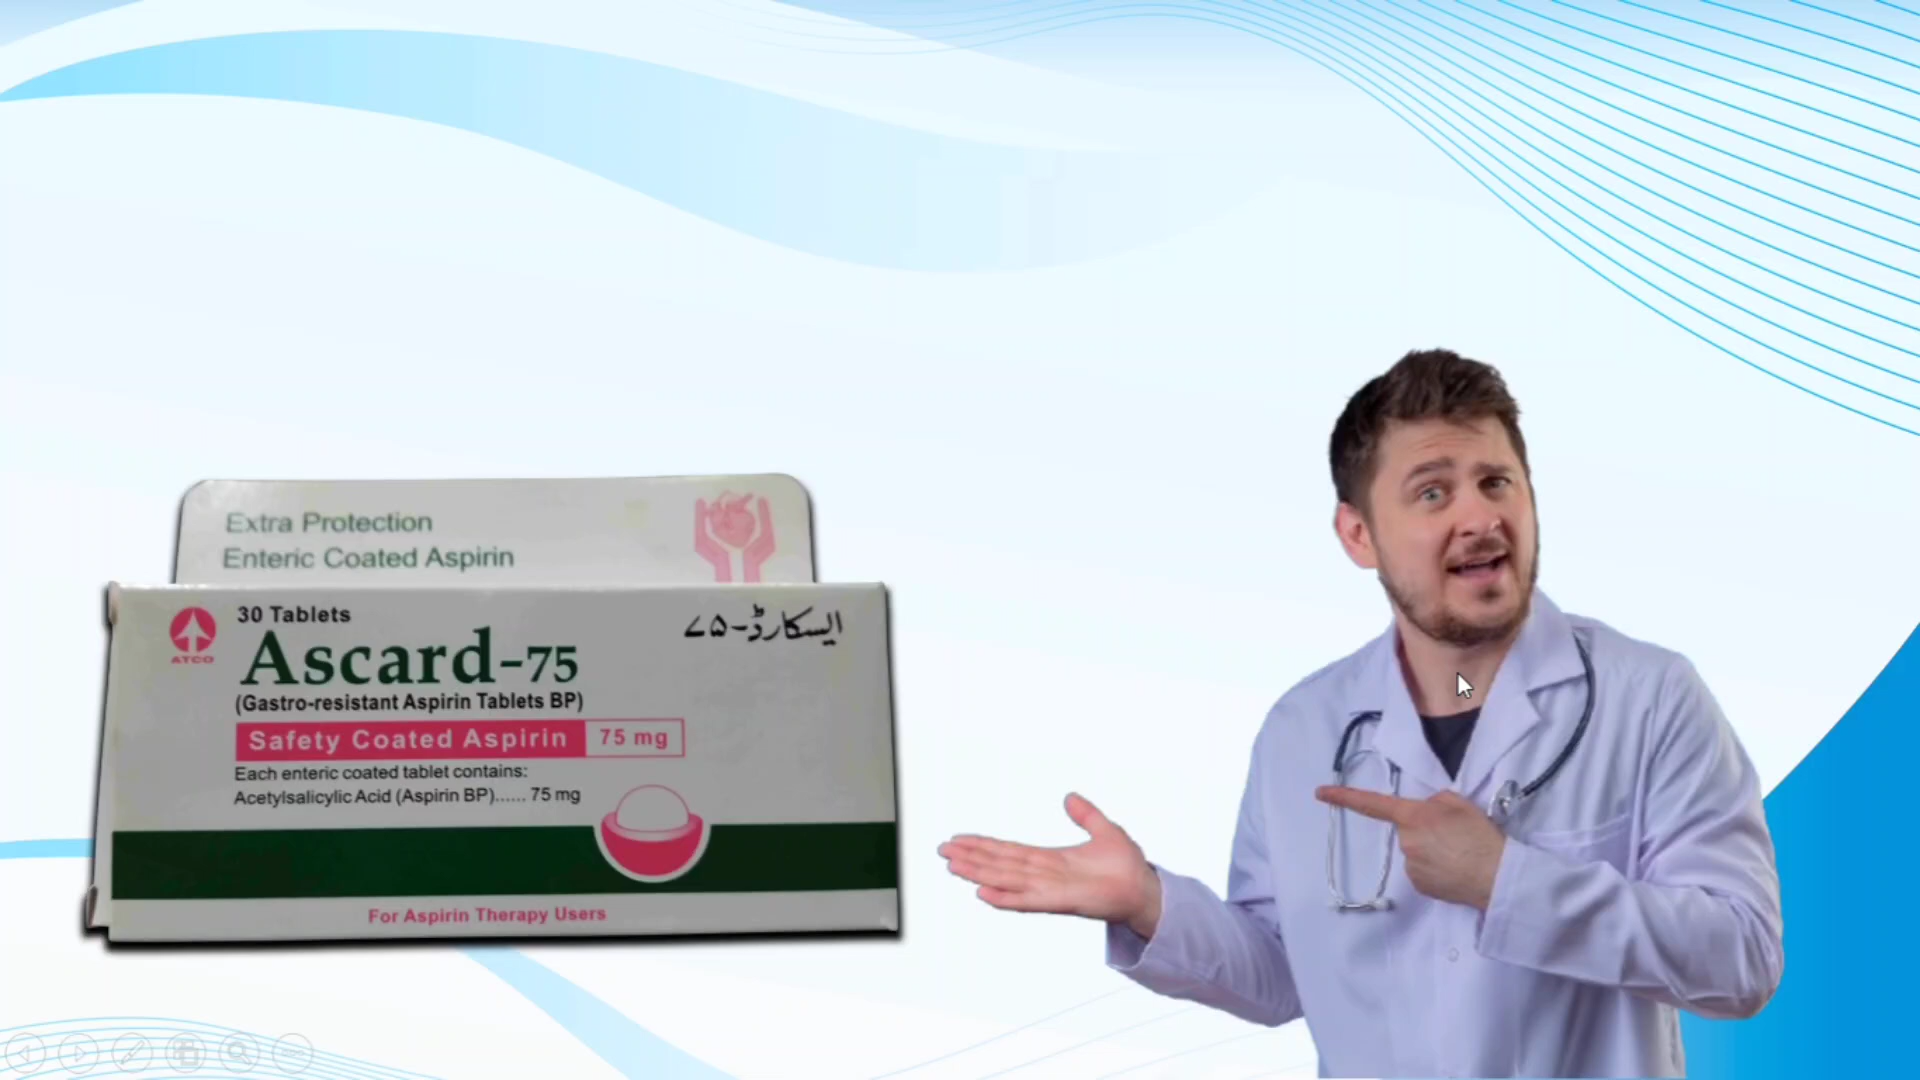 Extra Protection
Enteric Coated Aspirin
30 Tablets
ایسکارڈ-۷۵
ATCO
Ascard-75
(Gastro-resistant Aspirin Tablets BP)
Safety Coated Aspirin 75 mg
Each enteric coated tablet contains:
Acetylsalicylic Acid (Aspirin BP)...... 75 mg
For Aspirin Therapy Users